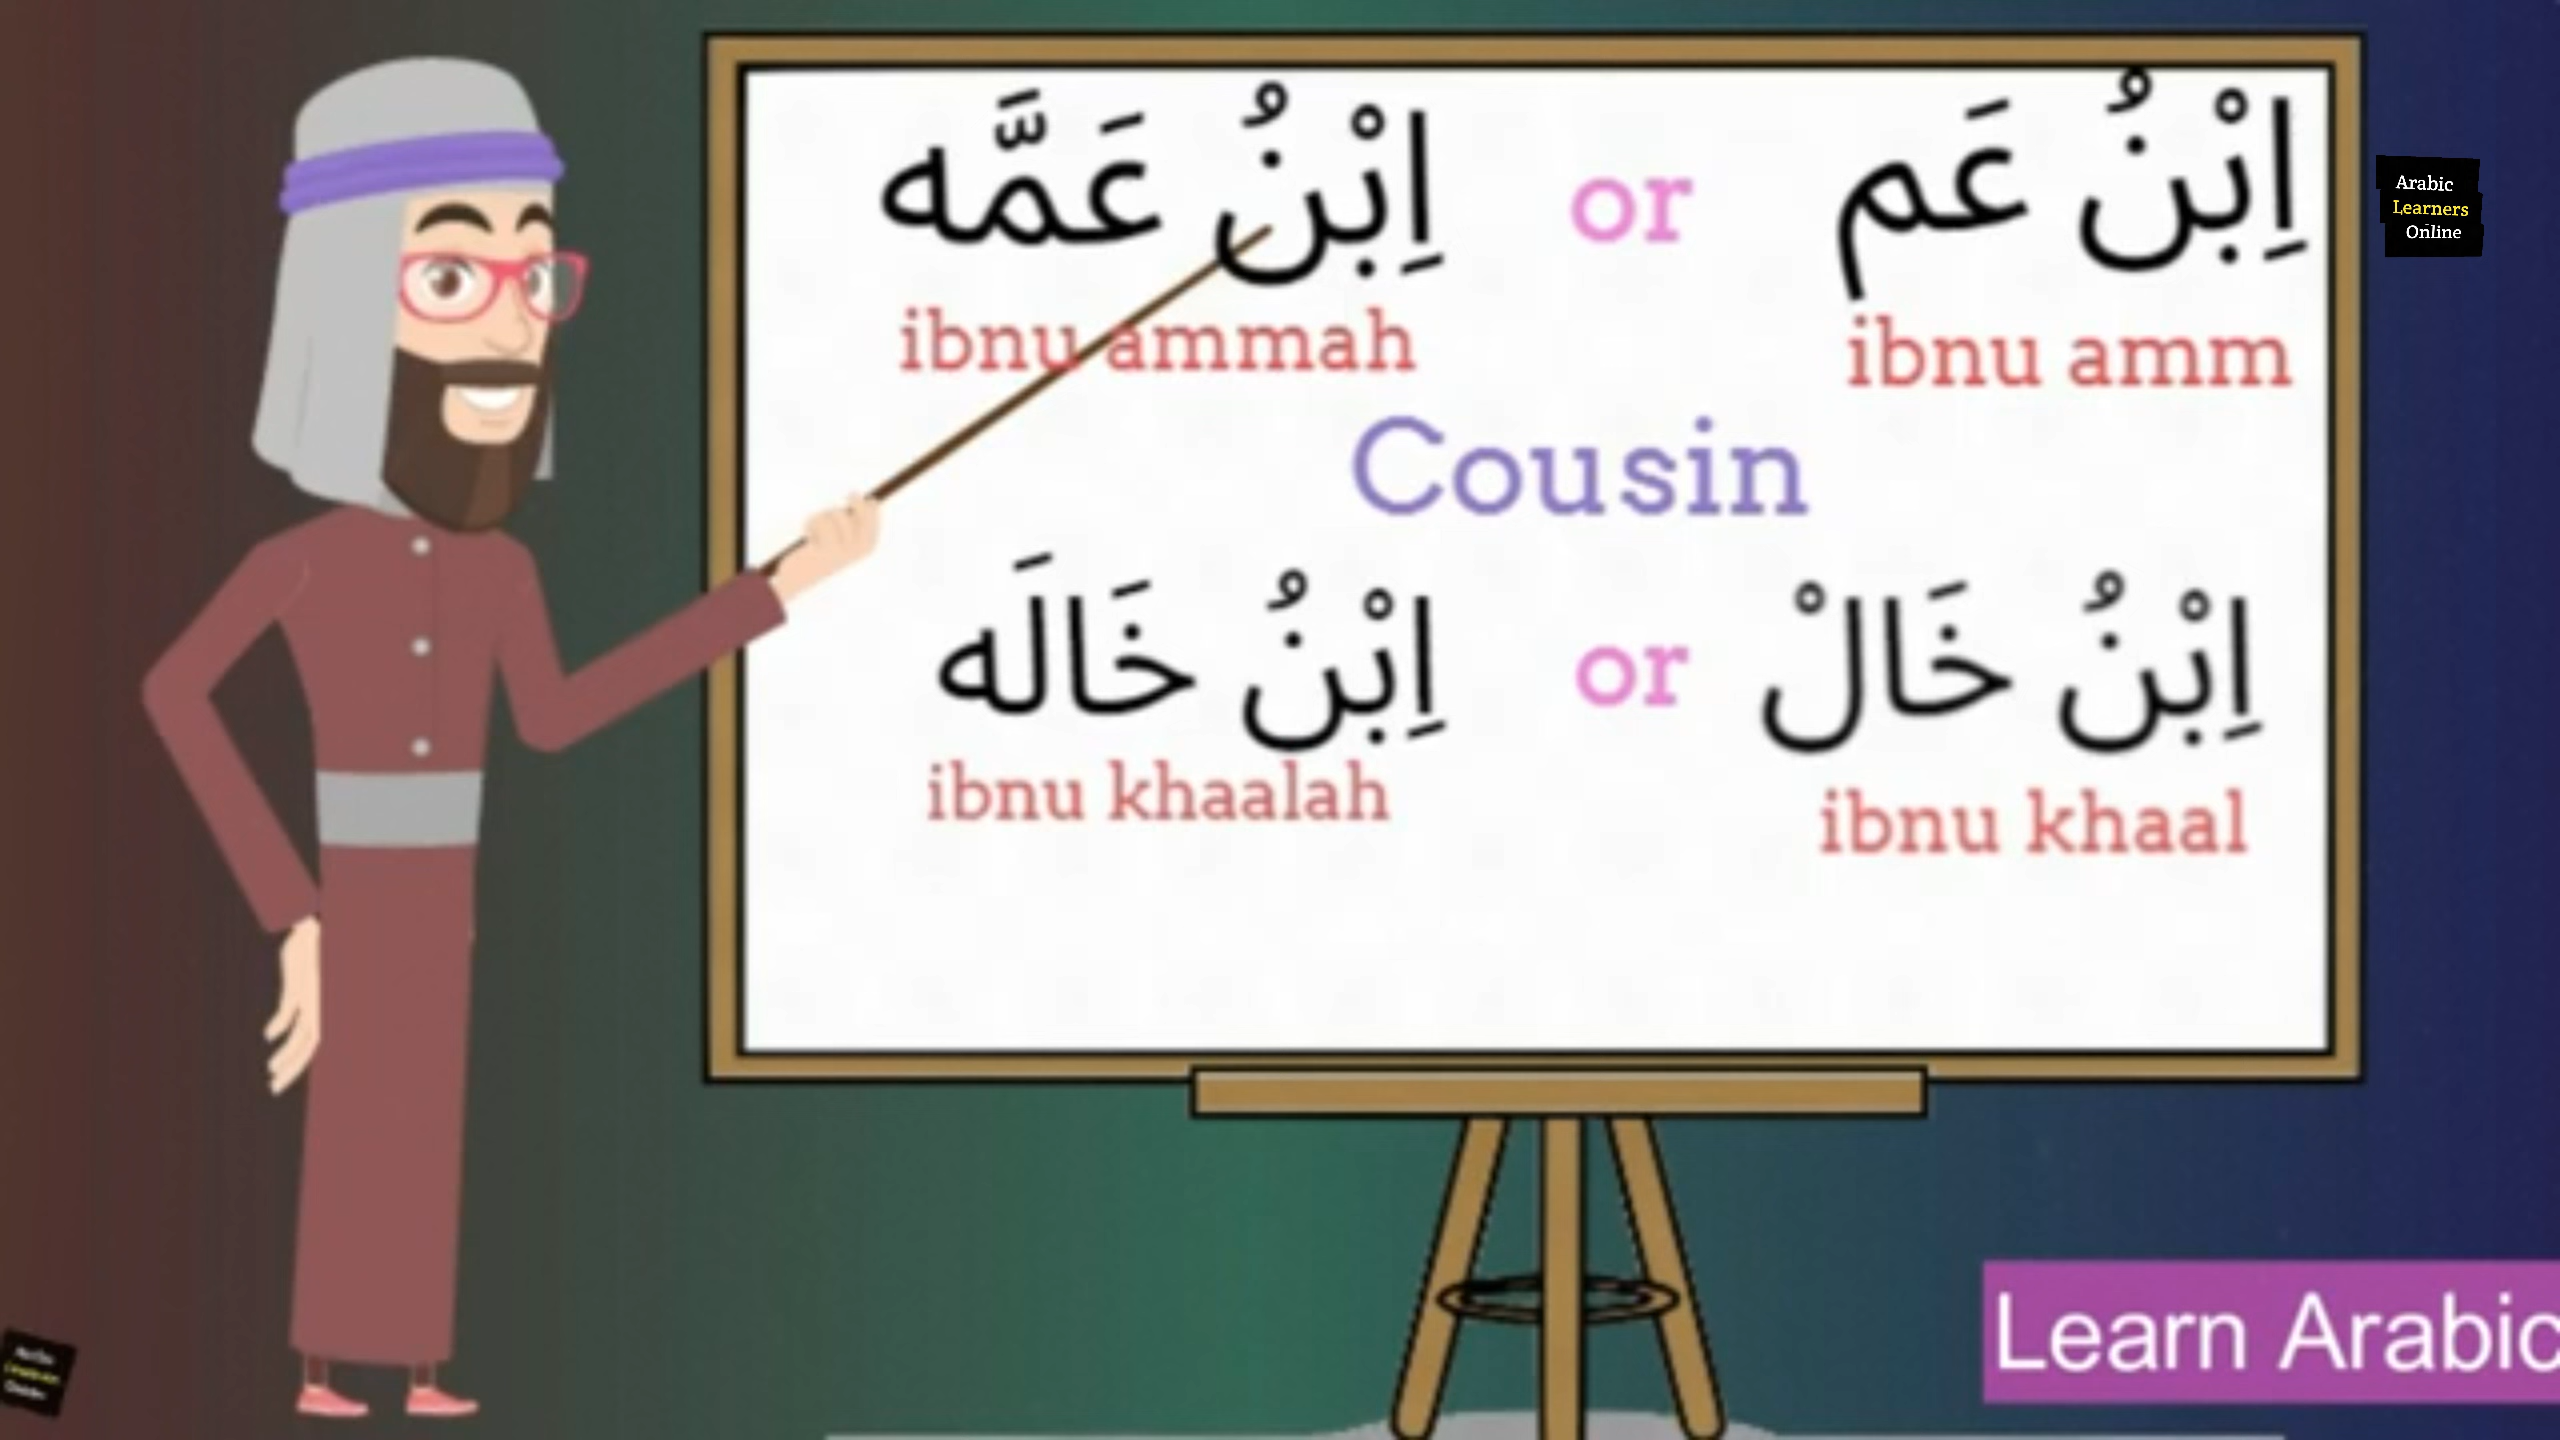 اِبْنُ عَمَّه or اِبْنُ عَم
ibnu ammah ibnu amm
Cousin
اِبْنُ خَالَه or اِبْنُ خَالْ
ibnu khaalah ibnu khaal
Arabic
Learners
Online
Learn Arabic